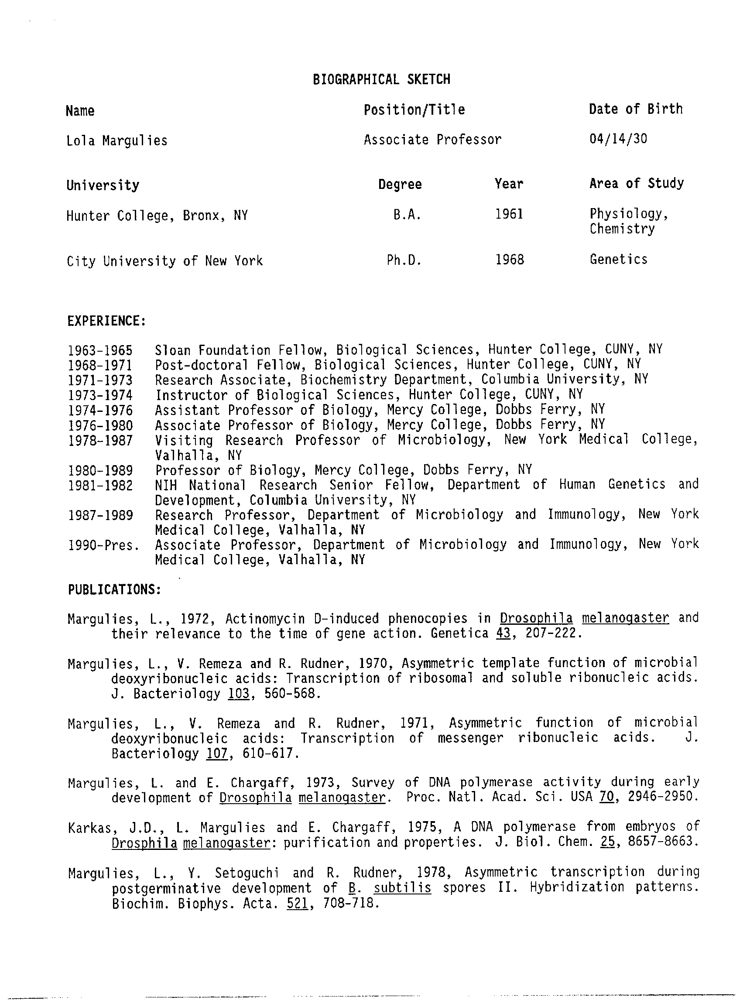 BIOGRAPHICAL SKETCH
Name Position/Title Date of Birth
Lola Margulies Associate Professor 04/14/30
University Degree Year Area of Study
Hunter College, Bronx, NY B.A. 1961 Physiology,
Chemistry
City University of New York Ph.D. 1968 Genetics
EXPERIENCE:
1963-1965 Sloan Foundation Fellow, Biological Sciences, Hunter College, CUNY, NY
1968-1971 Post-doctoral Fellow, Biological Sciences, Hunter College, CUNY, NY
1971-1973 Research Associate, Biochemistry Department, Columbia University, NY
1973-1974 Instructor of Biological Sciences, Hunter College, CUNY, NY
1974-1976 Assistant Professor of Biology, Mercy College, Dobbs Ferry, NY
1976-1980 Associate Professor of Biology, Mercy College, Dobbs Ferry, NY
1978-1987 Visiting Research Professor of Microbiology, New York Medical College,
Valhalla, NY
1980-1989 Professor of Biology, Mercy College, Dobbs Ferry, NY
1981-1982 NIH National Research Senior Fellow, Department of Human Genetics and
Development, Columbia University, NY
1987-1989 Research Professor, Department of Microbiology and Immunology, New York
Medical College, Valhalla, NY
1990-Pres. Associate Professor, Department of Microbiology and Immunology, New York
Medical College, Valhalla, NY
PUBLICATIONS:
Margulies, L., 1972, Actinomycin D-induced phenocopies in Drosophila melanogaster and
their relevance to the time of gene action. Genetica 43, 207-222.
Margulies, L., V. Remeza and R. Rudner, 1970, Asymmetric template function of microbial
deoxyribonucleic acids: Transcription of ribosomal and soluble ribonucleic acids.
J. Bacteriology 103, 560-568.
Margulies, L., V. Remeza and R. Rudner, 1971, Asymmetric function of microbial
deoxyribonucleic acids: Transcription of messenger ribonucleic acids. J.
Bacteriology 107, 610-617.
Margulies, L. and E. Chargaff, 1973, Survey of DNA polymerase activity during early
development of Drosophila melanogaster. Proc. Natl. Acad. Sci. USA 70, 2946-2950.
Karkas, J.D., L. Margulies and E. Chargaff, 1975, A DNA polymerase from embryos of
Drosphila melanogaster: purification and properties. J. Biol. Chem. 25, 8657-8663.
Margulies, L., Y. Setoguchi and R. Rudner, 1978, Asymmetric transcription during
postgerminative development of B. subtilis spores II. Hybridization patterns.
Biochim. Biophys. Acta. 521, 708-718.